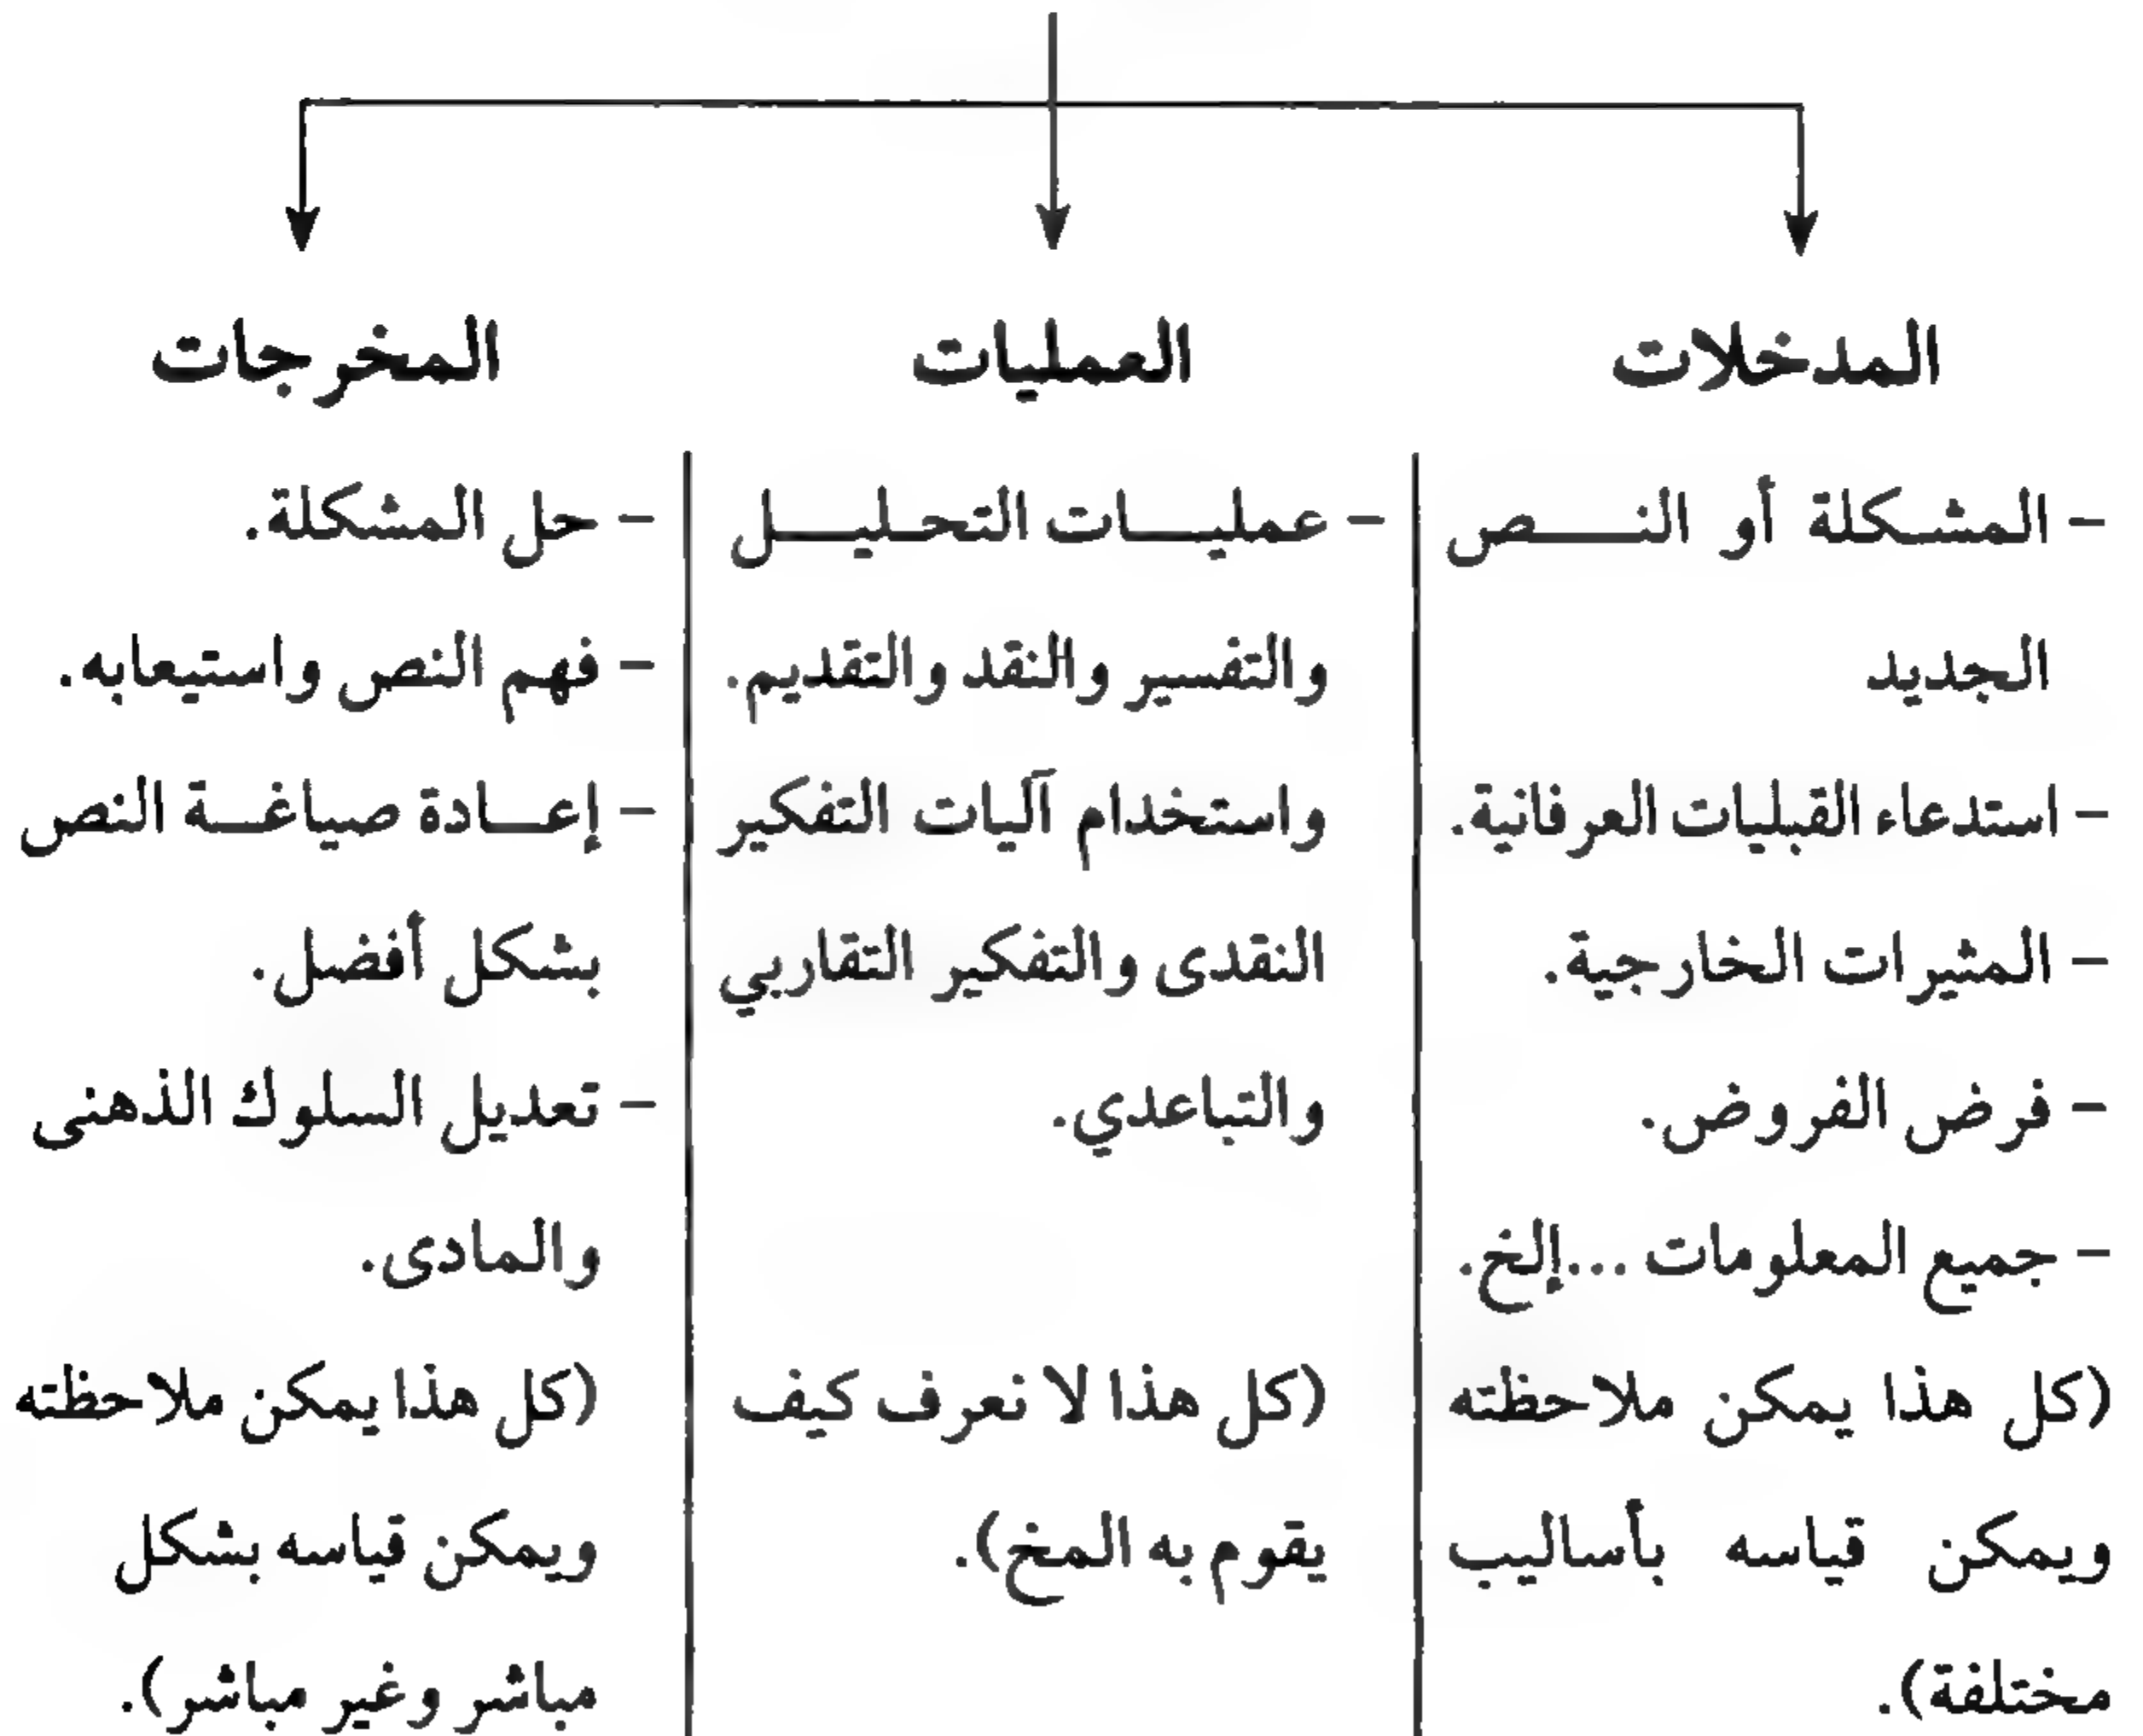 المدخلات
- المشكلة أو النص
الجديد
- استدعاء القبليات العرفانية.
- المثيرات الخارجية.
- فرض الفروض.
- جميع المعلومات ...إلخ.
(كل هذا يمكن ملاحظته
ويمكن قياسه بأساليب
مختلفة).
العمليات
- عمليات التحليل
والتفسير والنقد والتقديم.
واستخدام آليات التفكير
النقدى والتفكير التقاربي
والتباعدي.
(كل هذا لا نعرف كيف
يقوم به المخ).
المخرجات
- حل المشكلة.
- فهم النص واستيعابه.
- إعادة صياغة النص
بشكل أفضل.
- تعديل السلوك الذهنى
والمادى.
(كل هذا يمكن ملاحظته
ويمكن قياسه بشكل
مباشر وغير مباشر).